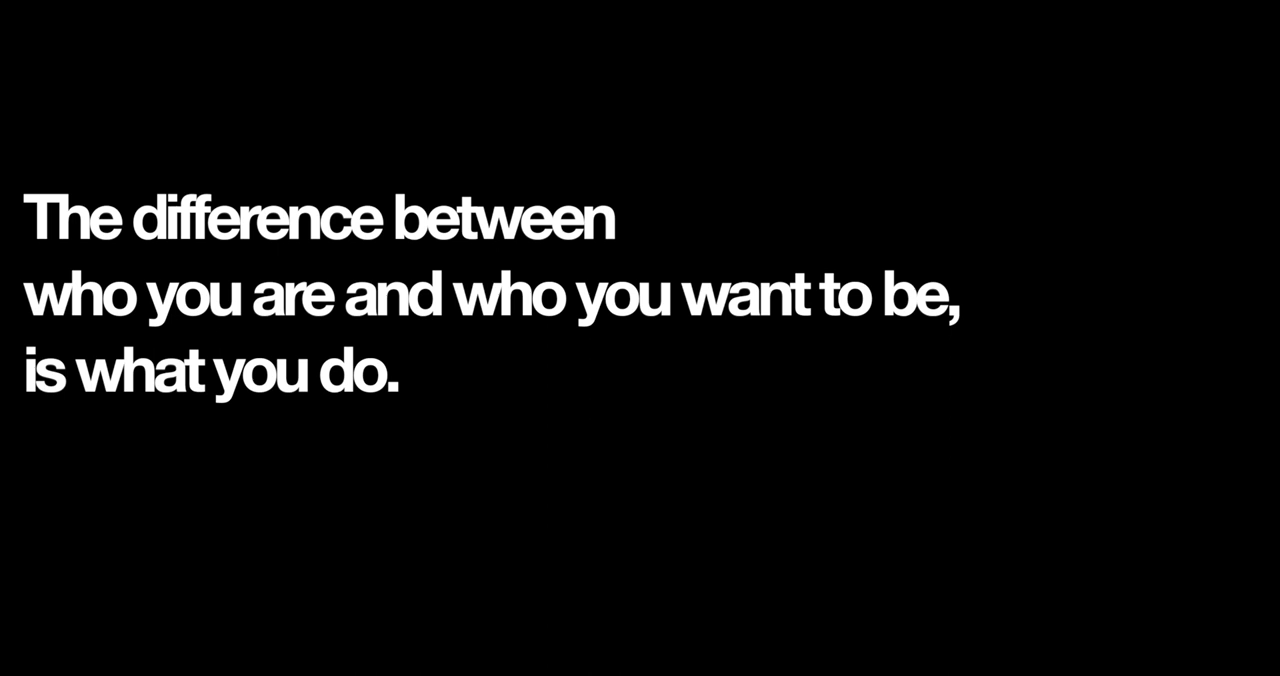 The difference between
who you are and who you want to be,
is what you do.